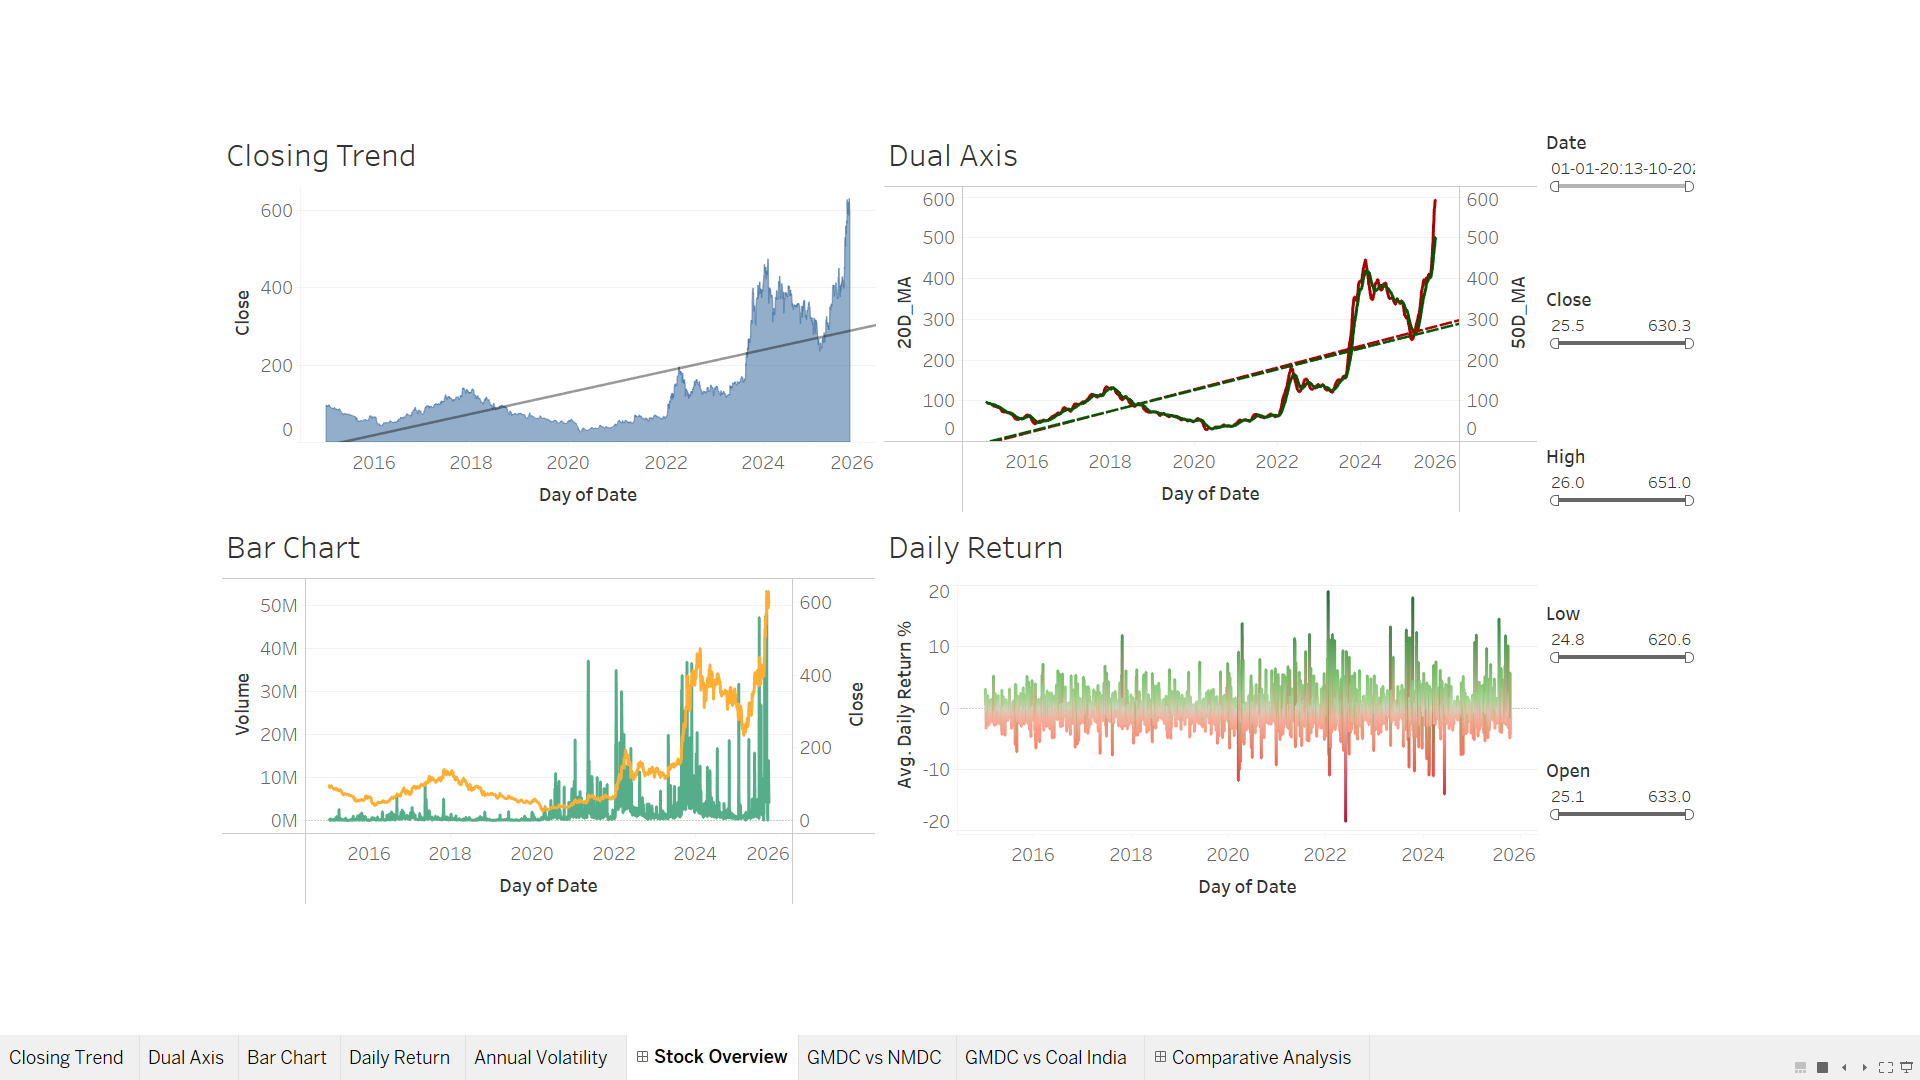 Closing Trend
600
400
200
0
Close
2016 2018 2020 2022 2024 2026
Day of Date
Dual Axis
600
500
400
300
200
100
0
20D_MA
600
500
400
300
200
100
0
50D_MA
2016 2018 2020 2022 2024 2026
Day of Date
Bar Chart
50M
40M
30M
20M
10M
0M
Volume
600
400
200
0
Close
2016 2018 2020 2022 2024 2026
Day of Date
Daily Return
20
10
0
-10
-20
Avg. Daily Return %
2016 2018 2020 2022 2024 2026
Day of Date
Date
01-01-20 13-10-202
Close
25.5 630.3
High
26.0 651.0
Low
24.8 620.6
Open
25.1 633.0
Closing Trend Dual Axis Bar Chart Daily Return Annual Volatility Stock Overview GMDC vs NMDC GMDC vs Coal India Comparative Analysis